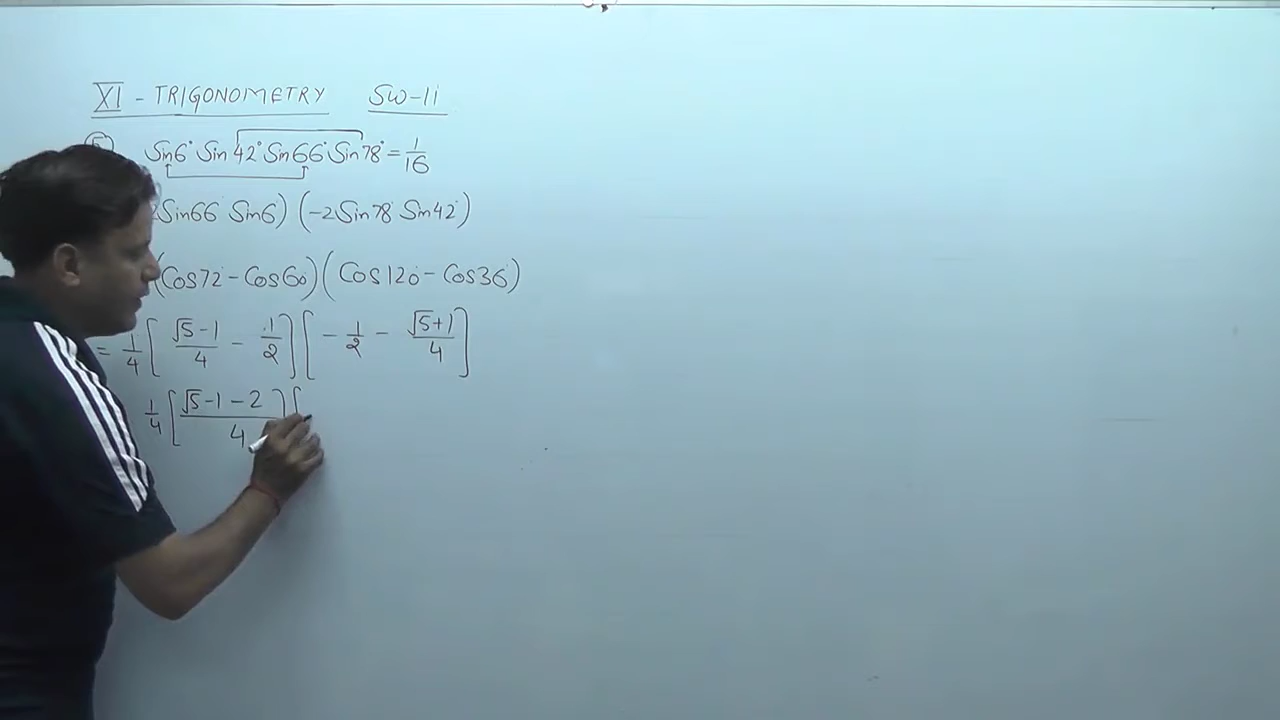 XI - TRIGONOMETRY SW-11
5 Sin6° Sin 42° Sin66° Sin78° = 1/16
Sin66° Sin6°) (-2Sin78° Sin42°)
(Cos72° - Cos60°) (Cos120° - Cos36°)
= 1/4 [ √5-1/4 - 1/2 ] [ - 1/2 - √5+1/4 ]
1/4 [ √5-1-2/4 ] [